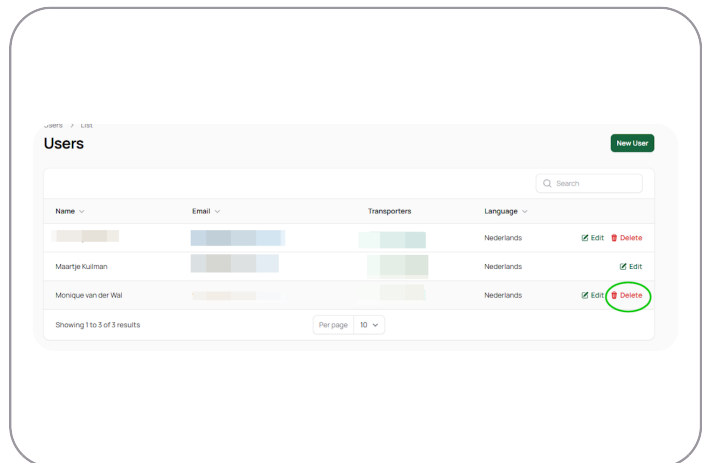 Users > List
Users
New User
Search
Name Email Transporters Language
Nederlands Edit Delete
Maartje Kuilman Nederlands Edit
Monique van der Wal Nederlands Edit Delete
Showing 1 to 3 of 3 results Per page 10